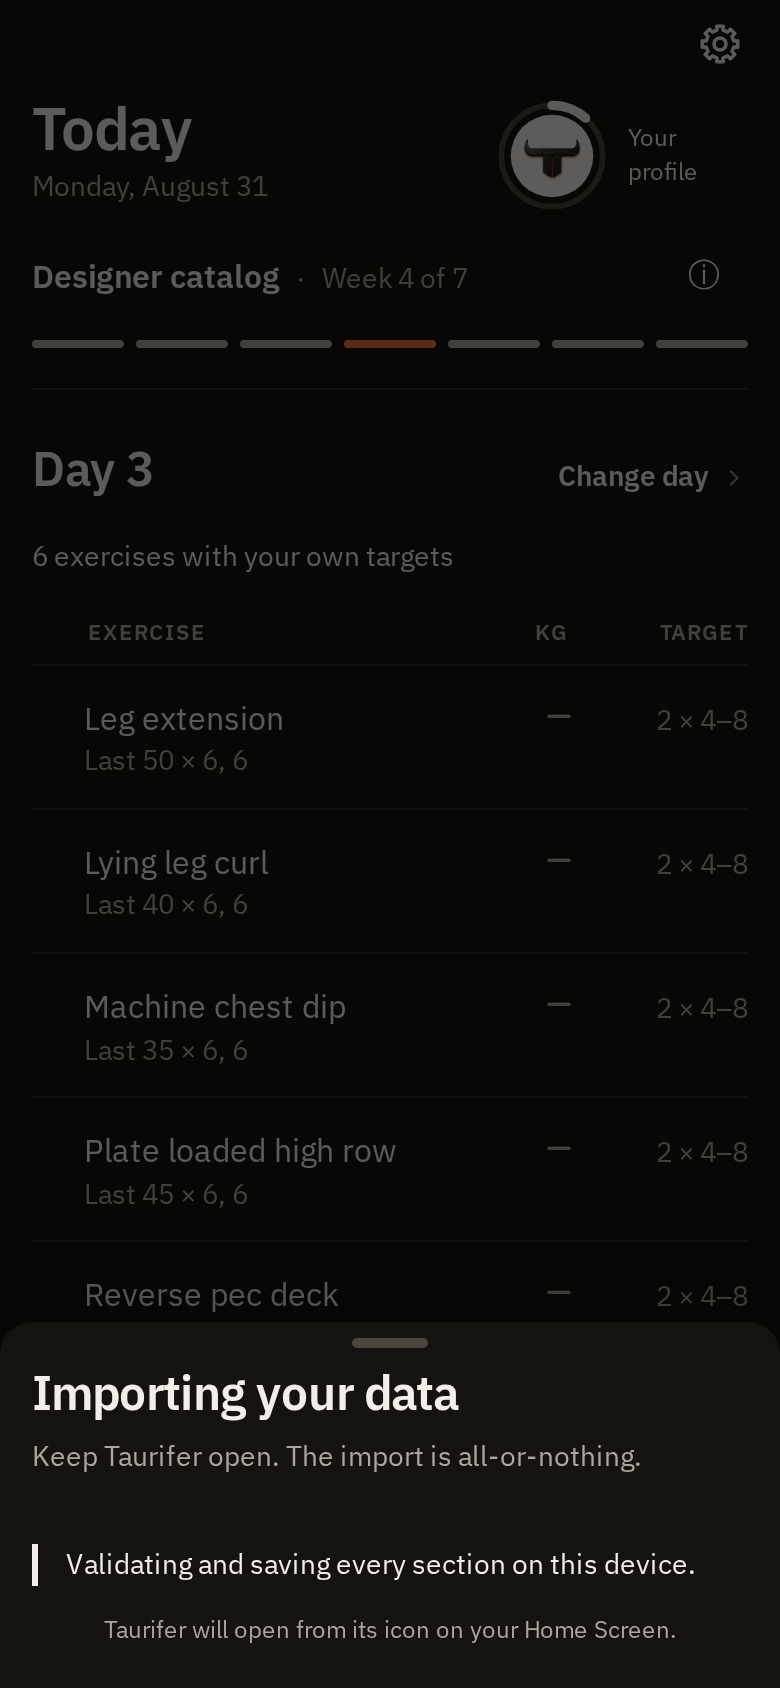 Today
Monday, August 31
Your
profile
Designer catalog · Week 4 of 7
Day 3
Change day
6 exercises with your own targets
EXERCISE KG TARGET
Leg extension — 2 × 4–8
Last 50 × 6, 6
Lying leg curl — 2 × 4–8
Last 40 × 6, 6
Machine chest dip — 2 × 4–8
Last 35 × 6, 6
Plate loaded high row — 2 × 4–8
Last 45 × 6, 6
Reverse pec deck — 2 × 4–8
Importing your data
Keep Taurifer open. The import is all-or-nothing.
Validating and saving every section on this device.
Taurifer will open from its icon on your Home Screen.